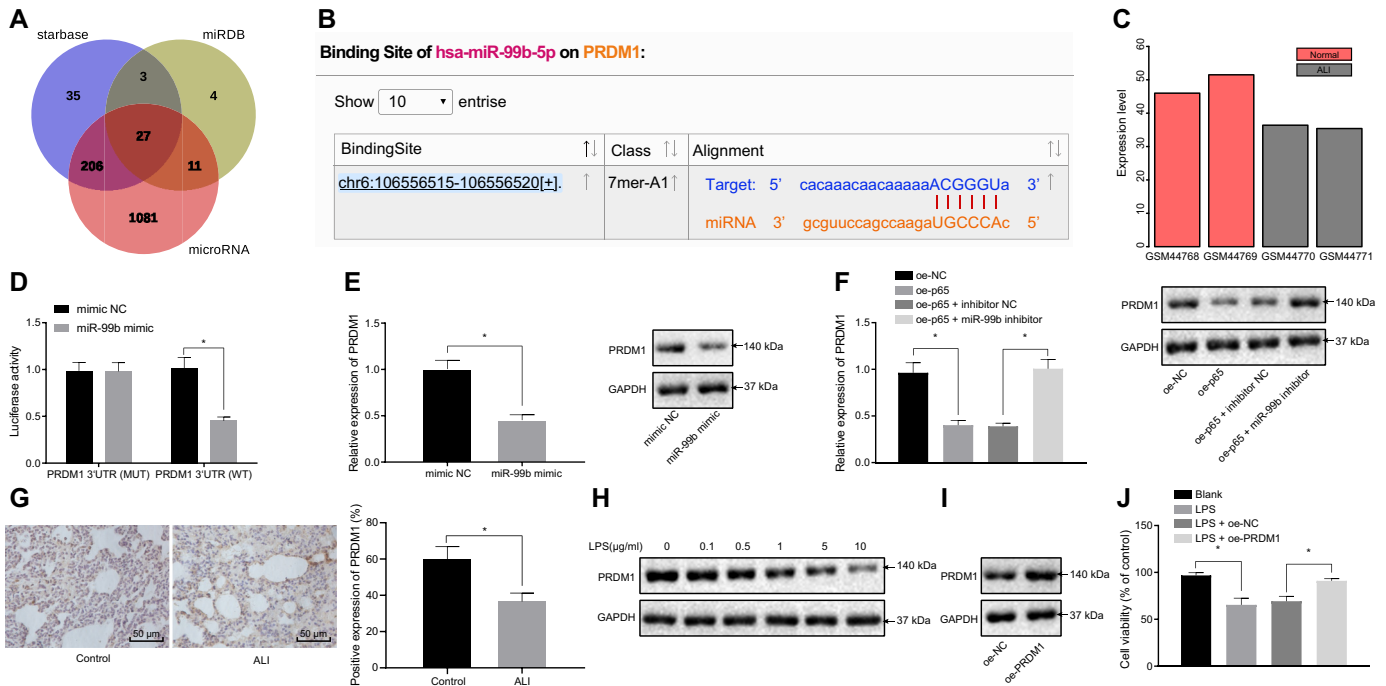 A
starbase
miRDB
35
3
4
27
206
11
1081
microRNA
B
Binding Site of hsa-miR-99b-5p on PRDM1:
Show 10 ▾ entrise
BindingSite ↑↓ Class ↑↓ Alignment ↑↓
chr6:106556515-106556520[+]. ↑ 7mer-A1 ↑ Target: 5' cacaaacaacaaaaaACGGGUa 3' ↑
miRNA 3' gcguuccagccaagaUGCCCAc 5'
C
Normal
ALI
Expression level
0 10 20 30 40 50 60
GSM44768 GSM44769 GSM44770 GSM44771
D
mimic NC
miR-99b mimic
Luciferase activity
1.5
1.0
0.5
0.0
*
PRDM1 3'UTR (MUT) PRDM1 3'UTR (WT)
E
Relative expression of PRDM1
1.5
1.0
0.5
0.0
*
mimic NC miR-99b mimic
PRDM1 140 kDa
GAPDH 37 kDa
mimic NC
miR-99b mimic
F
oe-NC
oe-p65
oe-p65 + inhibitor NC
oe-p65 + miR-99b inhibitor
Relative expression of PRDM1
1.5
1.0
0.5
0.0
* *
PRDM1 140 kDa
GAPDH 37 kDa
oe-NC
oe-p65
oe-p65 + inhibitor NC
oe-p65 + miR-99b inhibitor
G
50 µm
50 µm
Control ALI
Positive expression of PRDM1 (%)
80
60
40
20
0
*
Control ALI
H
LPS(µg/ml) 0 0.1 0.5 1 5 10
PRDM1 140 kDa
GAPDH 37 kDa
I
PRDM1 140 kDa
GAPDH 37 kDa
oe-NC
oe-PRDM1
J
Blank
LPS
LPS + oe-NC
LPS + oe-PRDM1
Cell viability (% of control)
150
100
50
0
* *